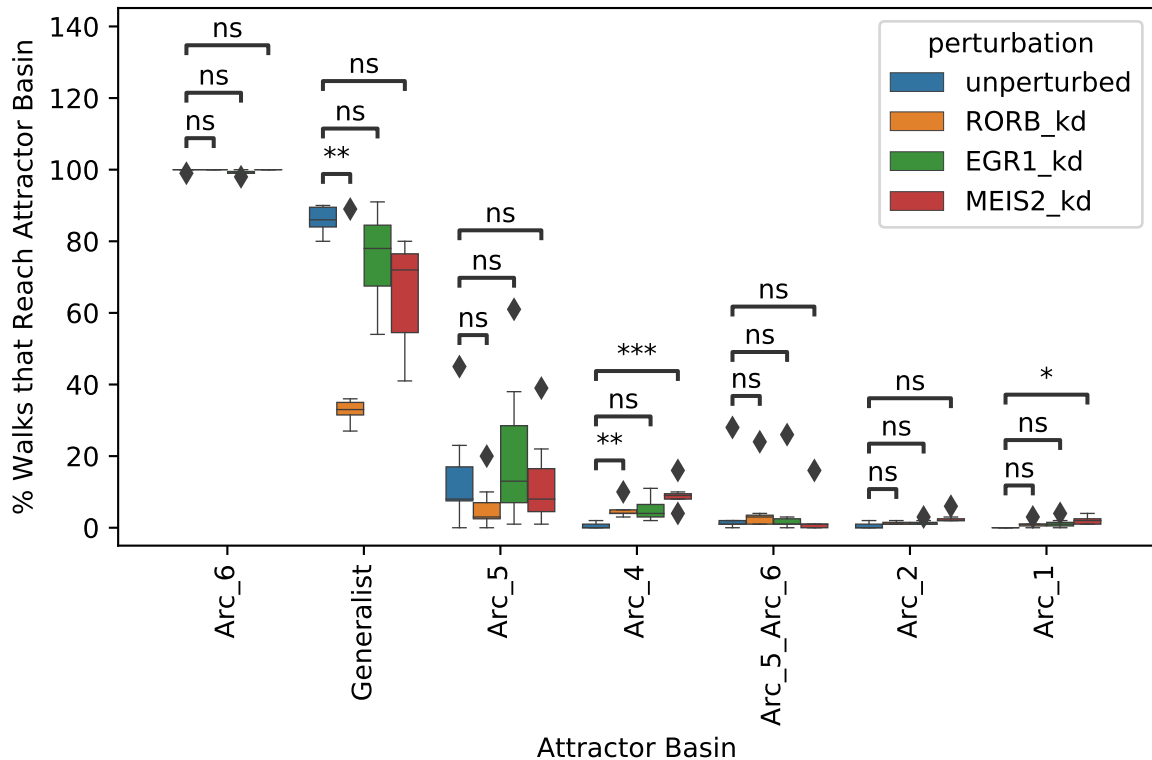 % Walks that Reach Attractor Basin
140
120
100
80
60
40
20
0
perturbation
unperturbed
RORB_kd
EGR1_kd
MEIS2_kd
ns
ns
ns
ns
ns
**
ns
ns
ns
***
ns
**
ns
ns
ns
ns
ns
ns
*
ns
ns
Arc_6
Generalist
Arc_5
Arc_4
Arc_5_Arc_6
Arc_2
Arc_1
Attractor Basin